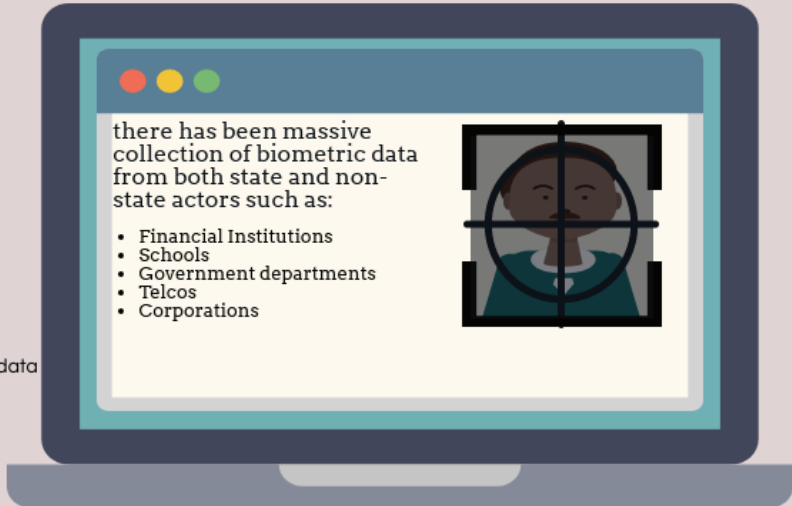 there has been massive
collection of biometric data
from both state and non-
state actors such as:
• Financial Institutions
• Schools
• Government departments
• Telcos
• Corporations
data